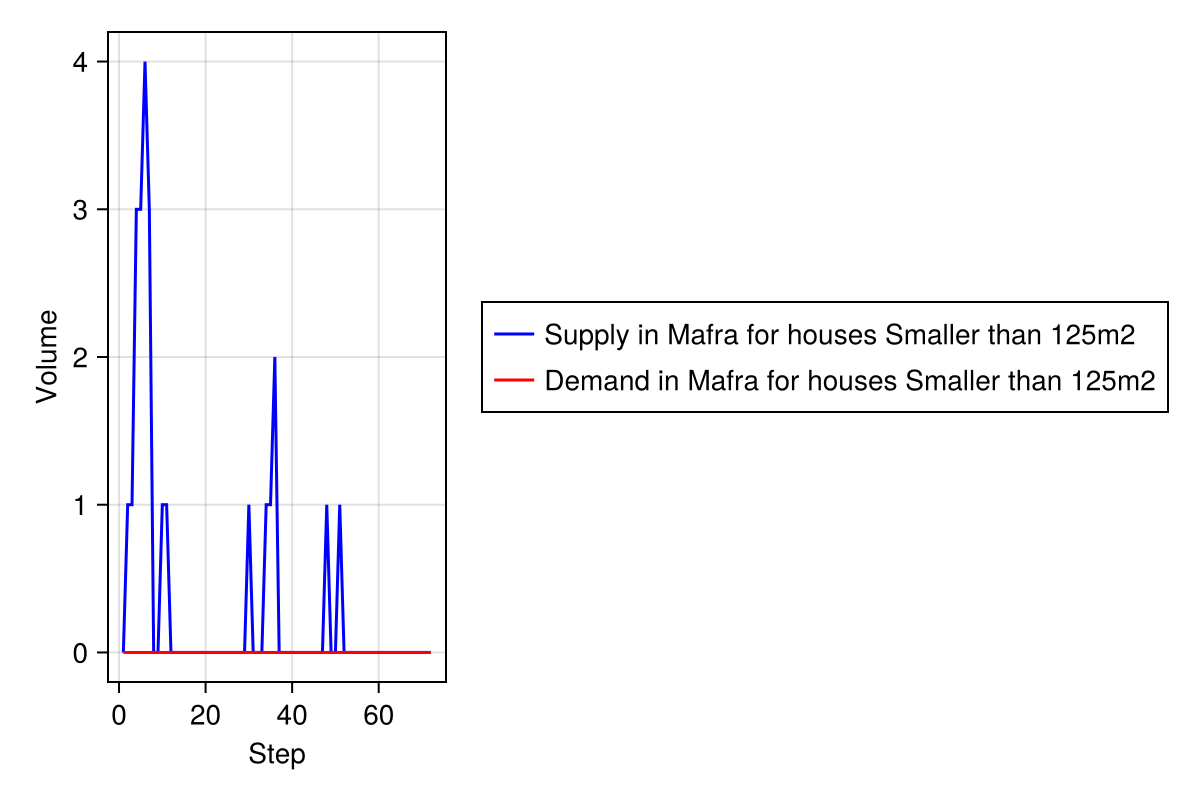 4
3
2
1
0
Volume
0 20 40 60
Step
Supply in Mafra for houses Smaller than 125m2
Demand in Mafra for houses Smaller than 125m2